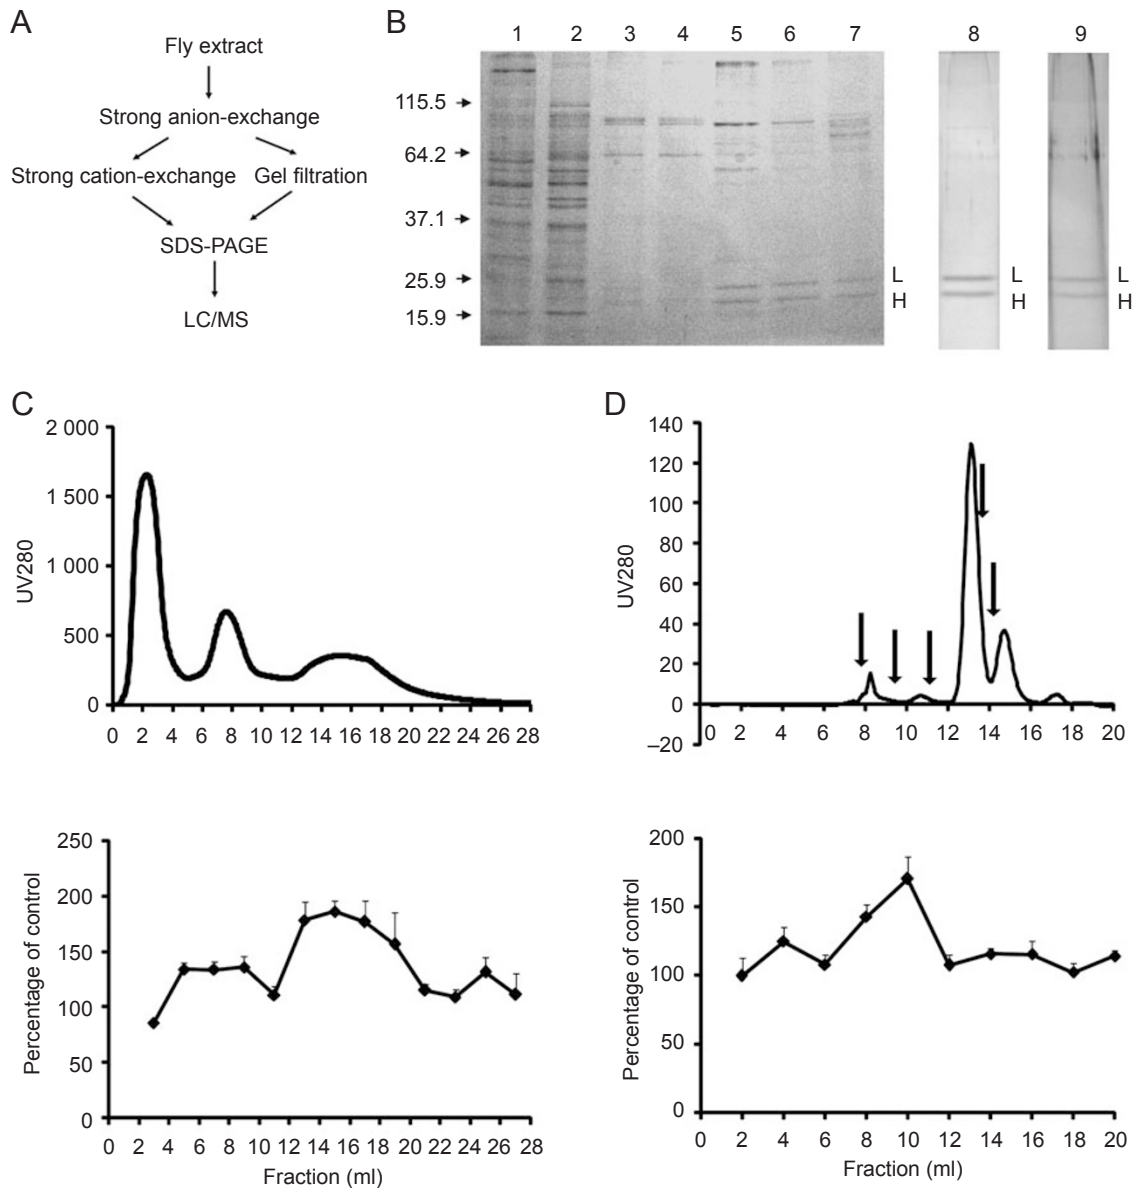 A
Fly extract
Strong anion-exchange
Strong cation-exchange Gel filtration
SDS-PAGE
LC/MS
B
1 2 3 4 5 6 7 8 9
115.5
64.2
37.1
25.9
15.9
L
H
L
H
L
H
C
UV280
2 000
1 500
1 000
500
0
0 2 4 6 8 10 12 14 16 18 20 22 24 26 28
D
UV280
140
120
100
80
60
40
20
0
–20
0 2 4 6 8 10 12 14 16 18 20
Percentage of control
250
200
150
100
50
0
0 2 4 6 8 10 12 14 16 18 20 22 24 26 28
Fraction (ml)
Percentage of control
200
150
100
50
0
0 2 4 6 8 10 12 14 16 18 20
Fraction (ml)